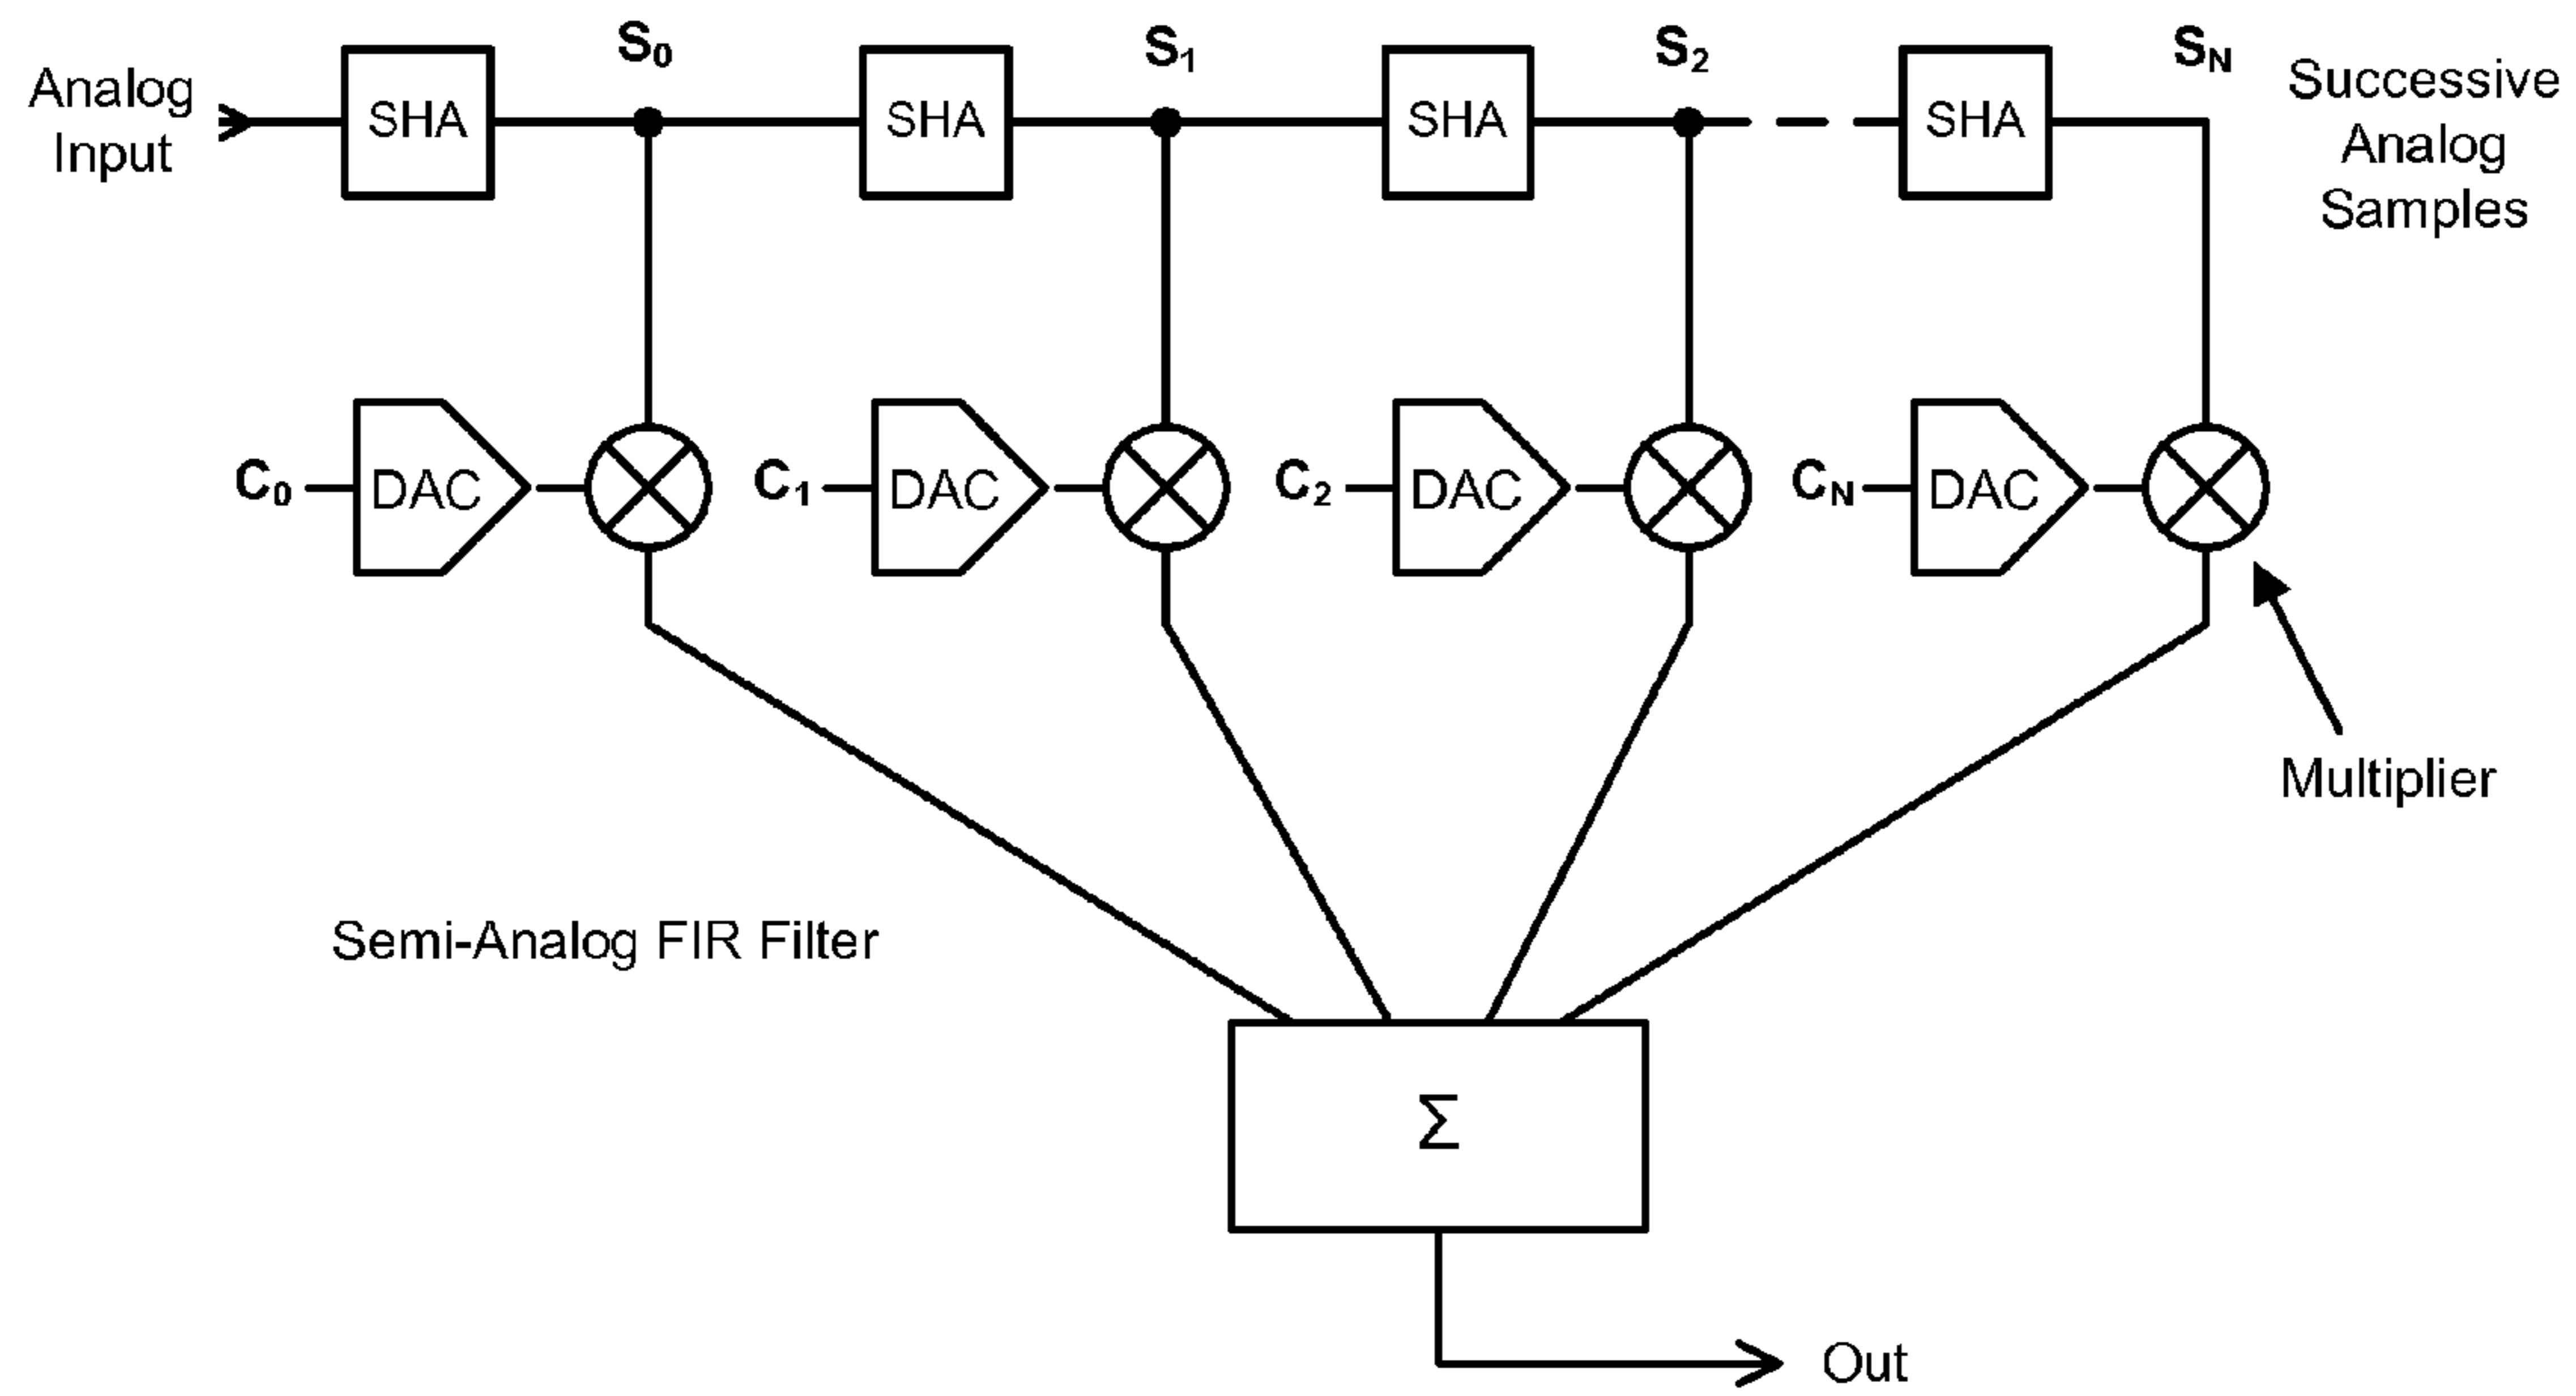 Analog
Input
SHA
S0
SHA
S1
SHA
S2
SHA
SN
Successive
Analog
Samples
C0
DAC
C1
DAC
C2
DAC
CN
DAC
Multiplier
Semi-Analog FIR Filter
Σ
Out